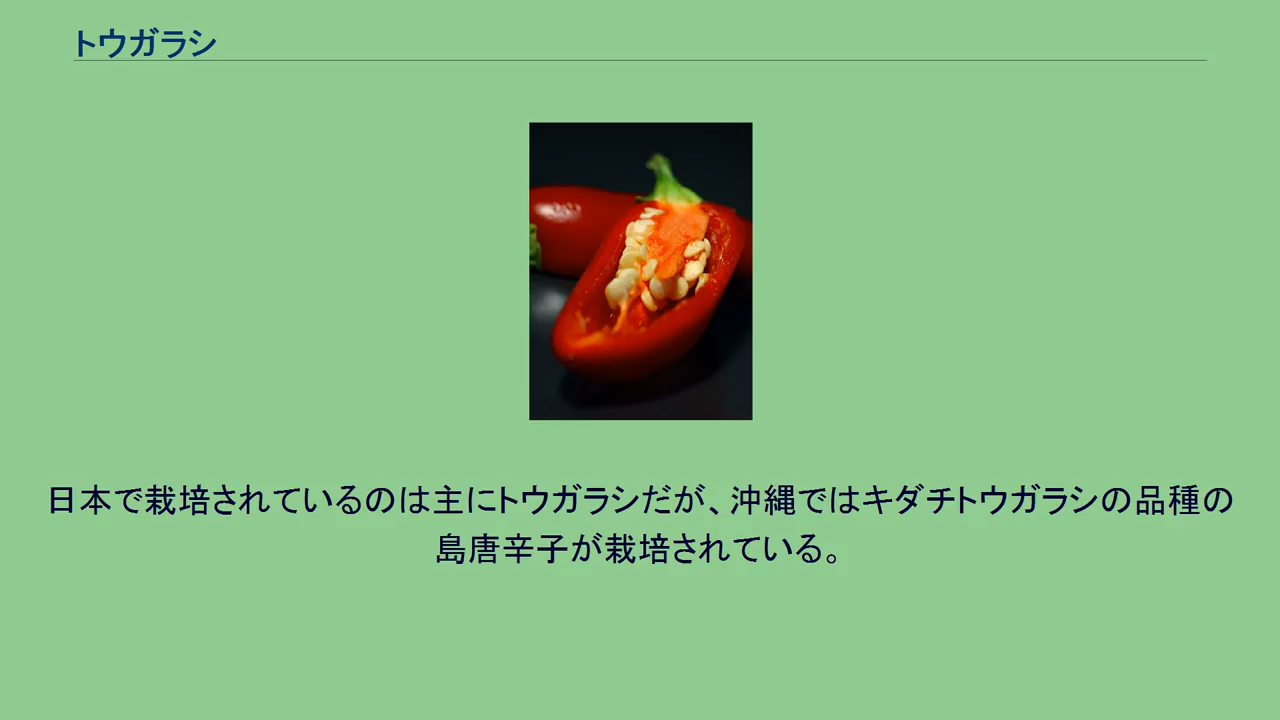 トウガラシ
日本で栽培されているのは主にトウガラシだが、沖縄ではキダチトウガラシの品種の
島唐辛子が栽培されている。